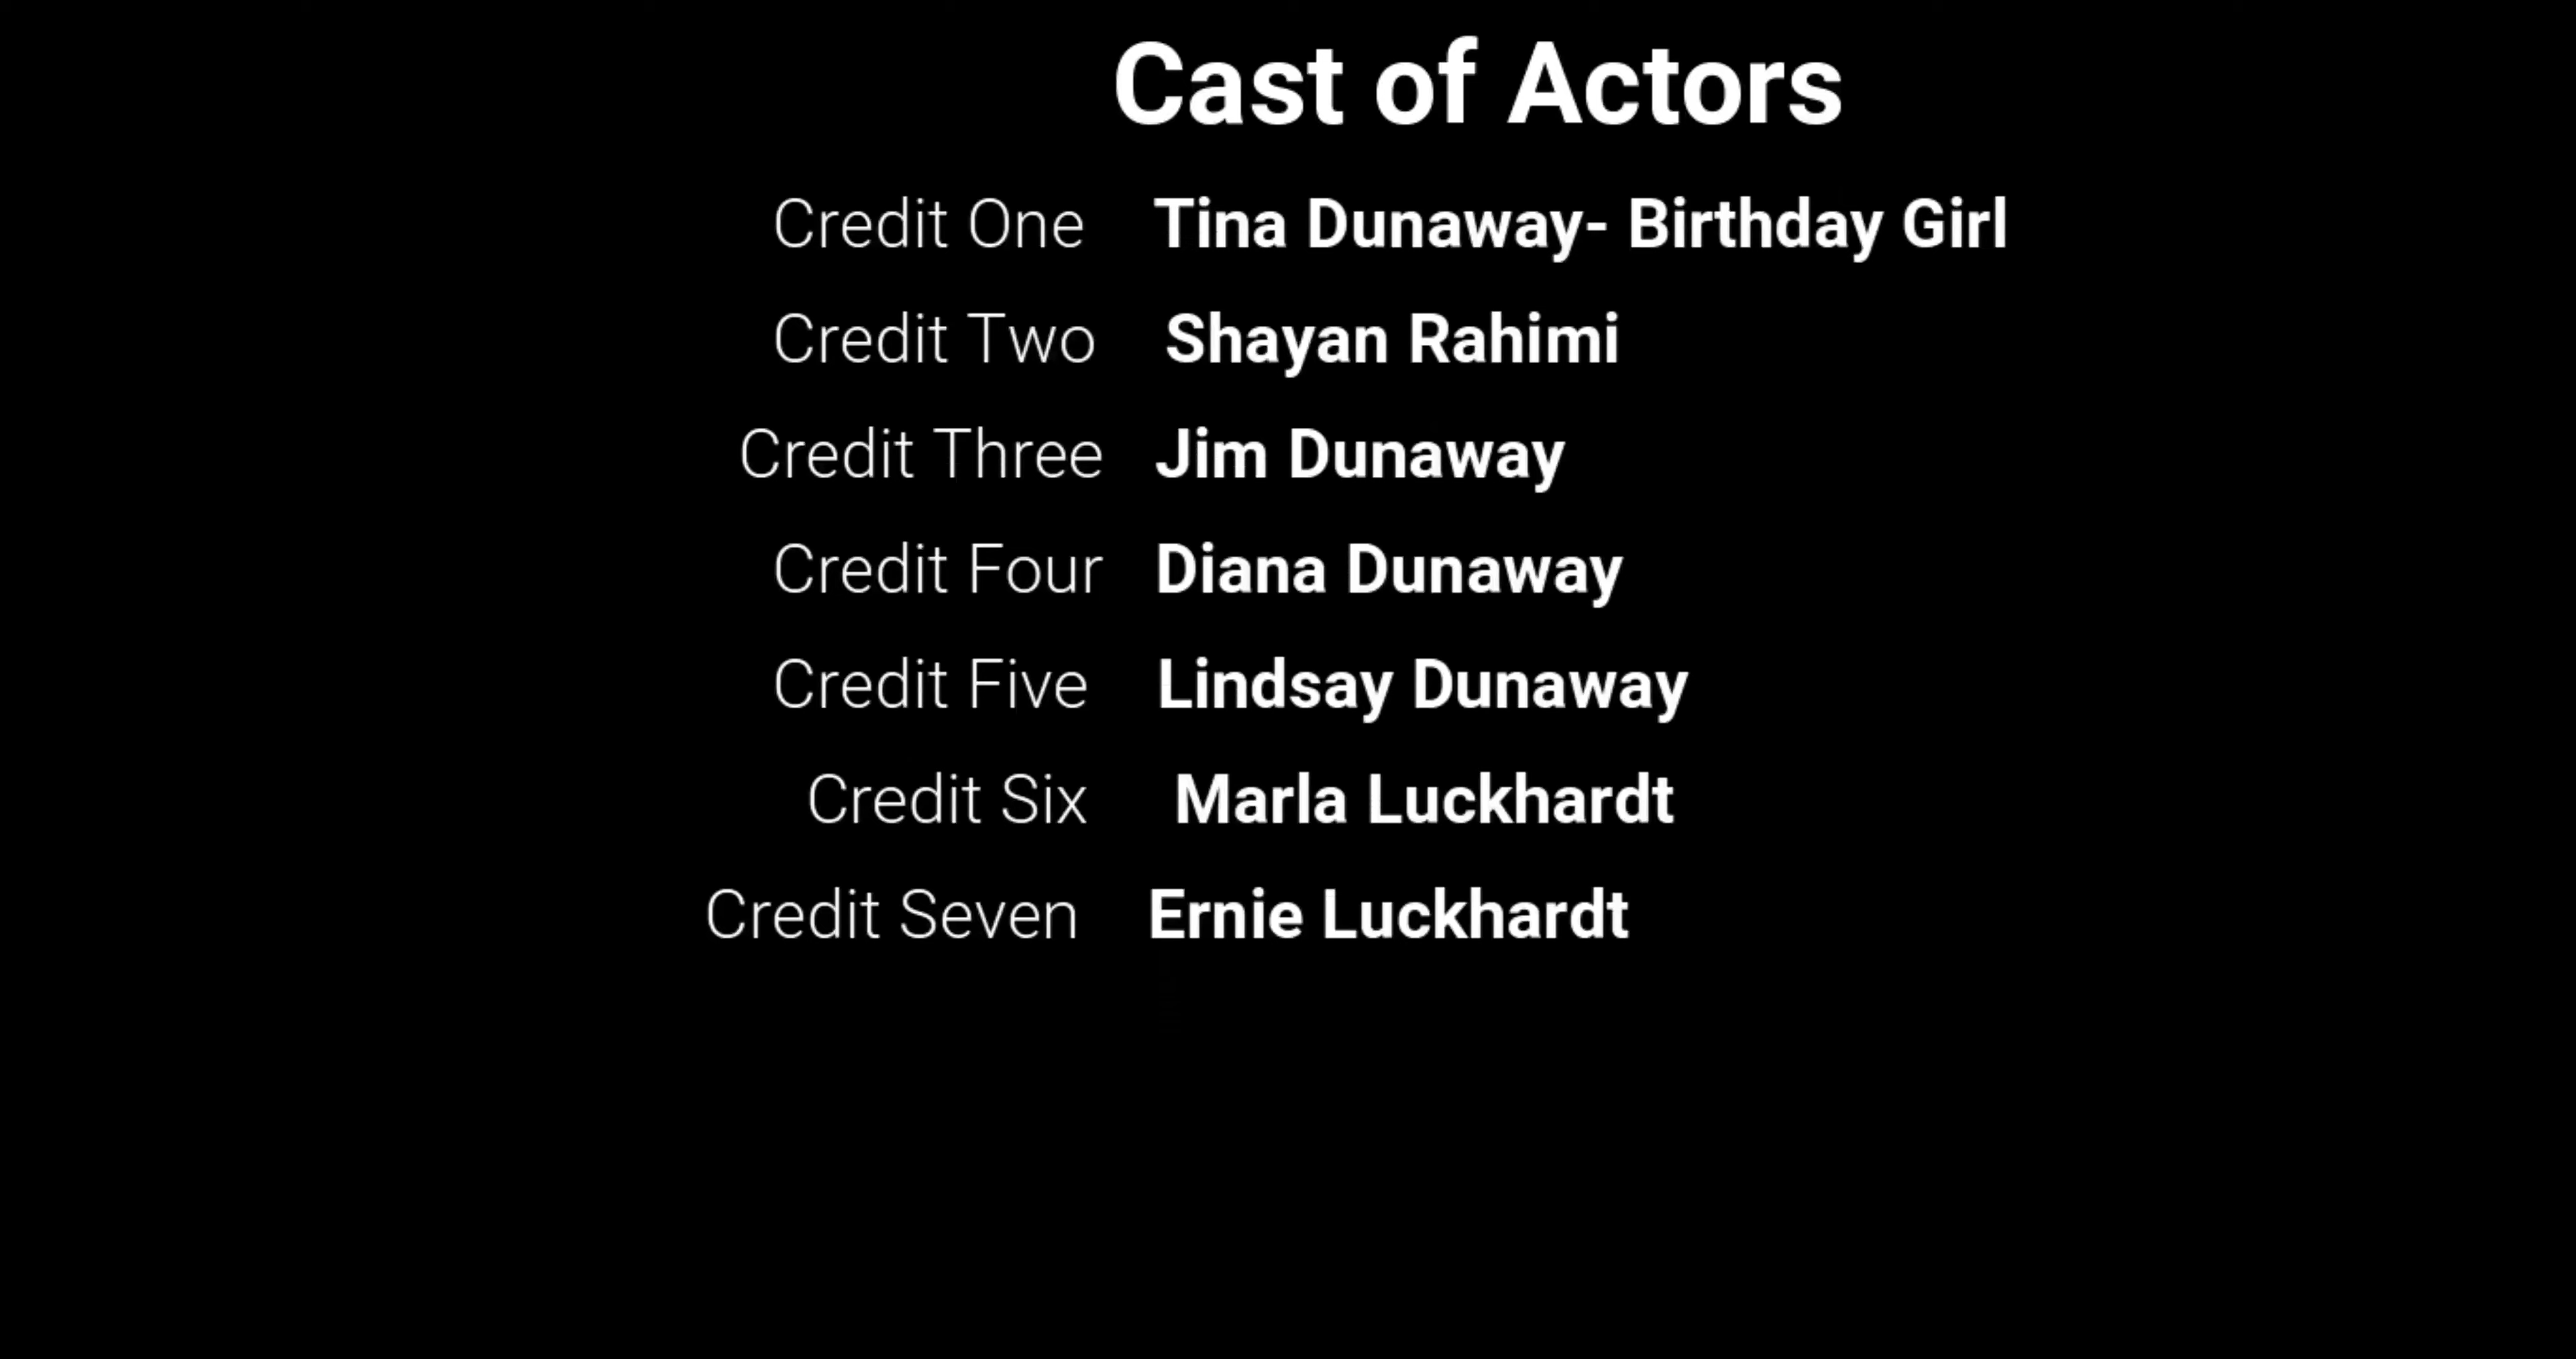 Cast of Actors
Credit One Tina Dunaway- Birthday Girl
Credit Two Shayan Rahimi
Credit Three Jim Dunaway
Credit Four Diana Dunaway
Credit Five Lindsay Dunaway
Credit Six Marla Luckhardt
Credit Seven Ernie Luckhardt